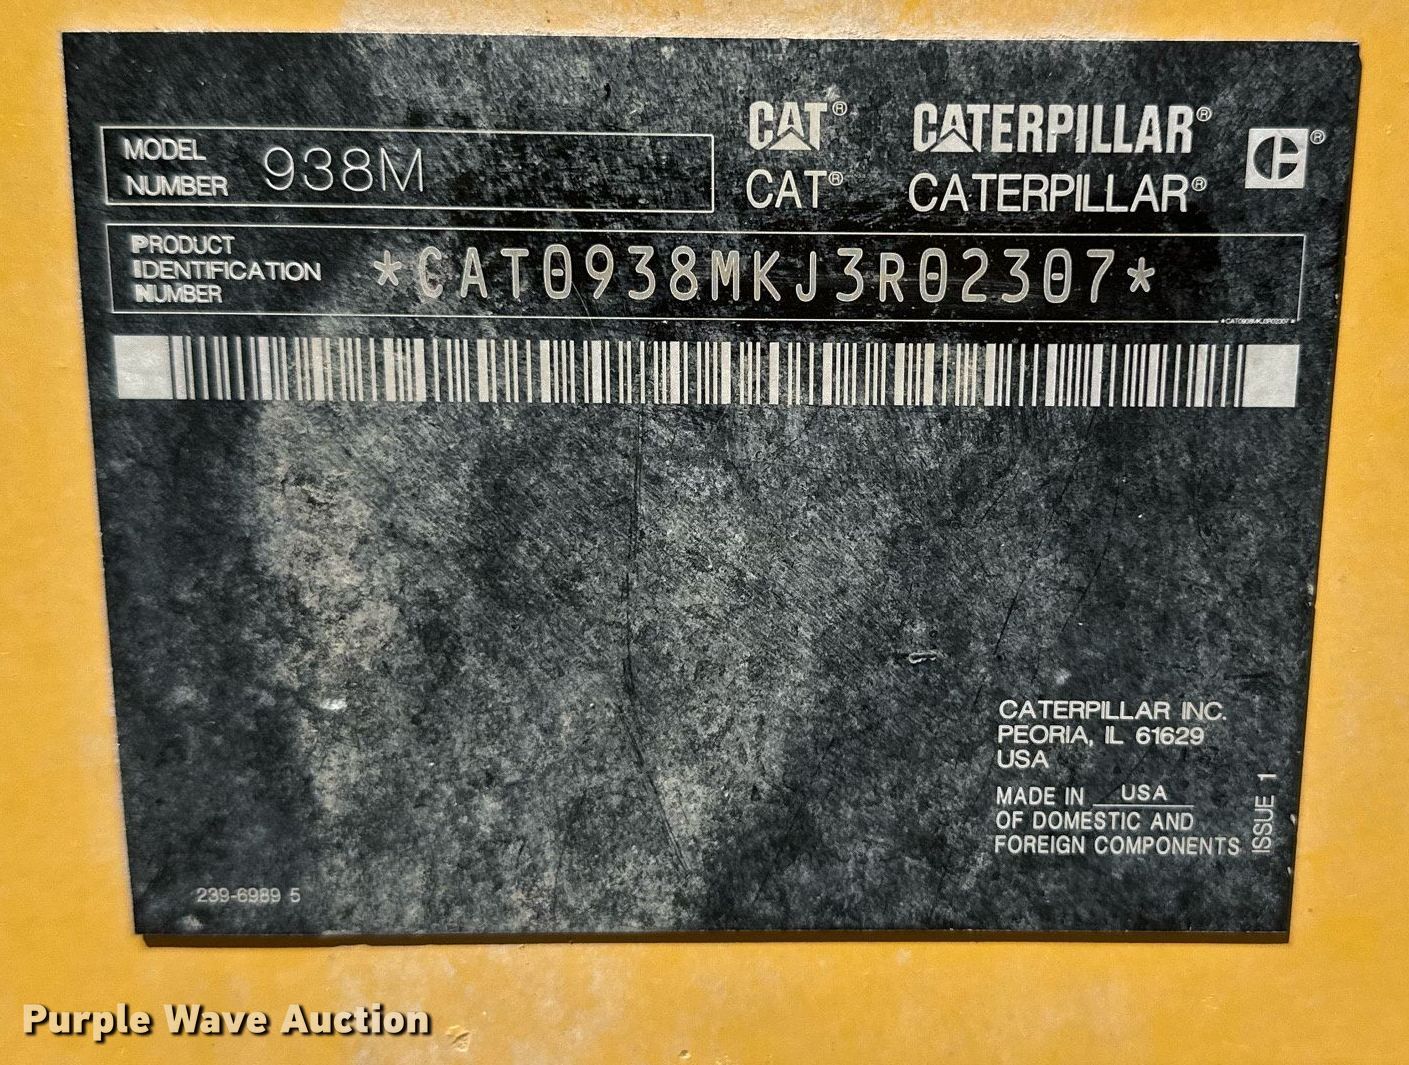 CAT® CATERPILLAR® ®
MODEL
NUMBER 938M
CAT® CATERPILLAR®
PRODUCT
IDENTIFICATION
NUMBER
*CAT0938MKJ3R02307*
*CAT0938MKJ3R02307*
CATERPILLAR INC.
PEORIA, IL 61629
USA
MADE IN USA
OF DOMESTIC AND
FOREIGN COMPONENTS
ISSUE 1
239-6989 5
Purple Wave Auction